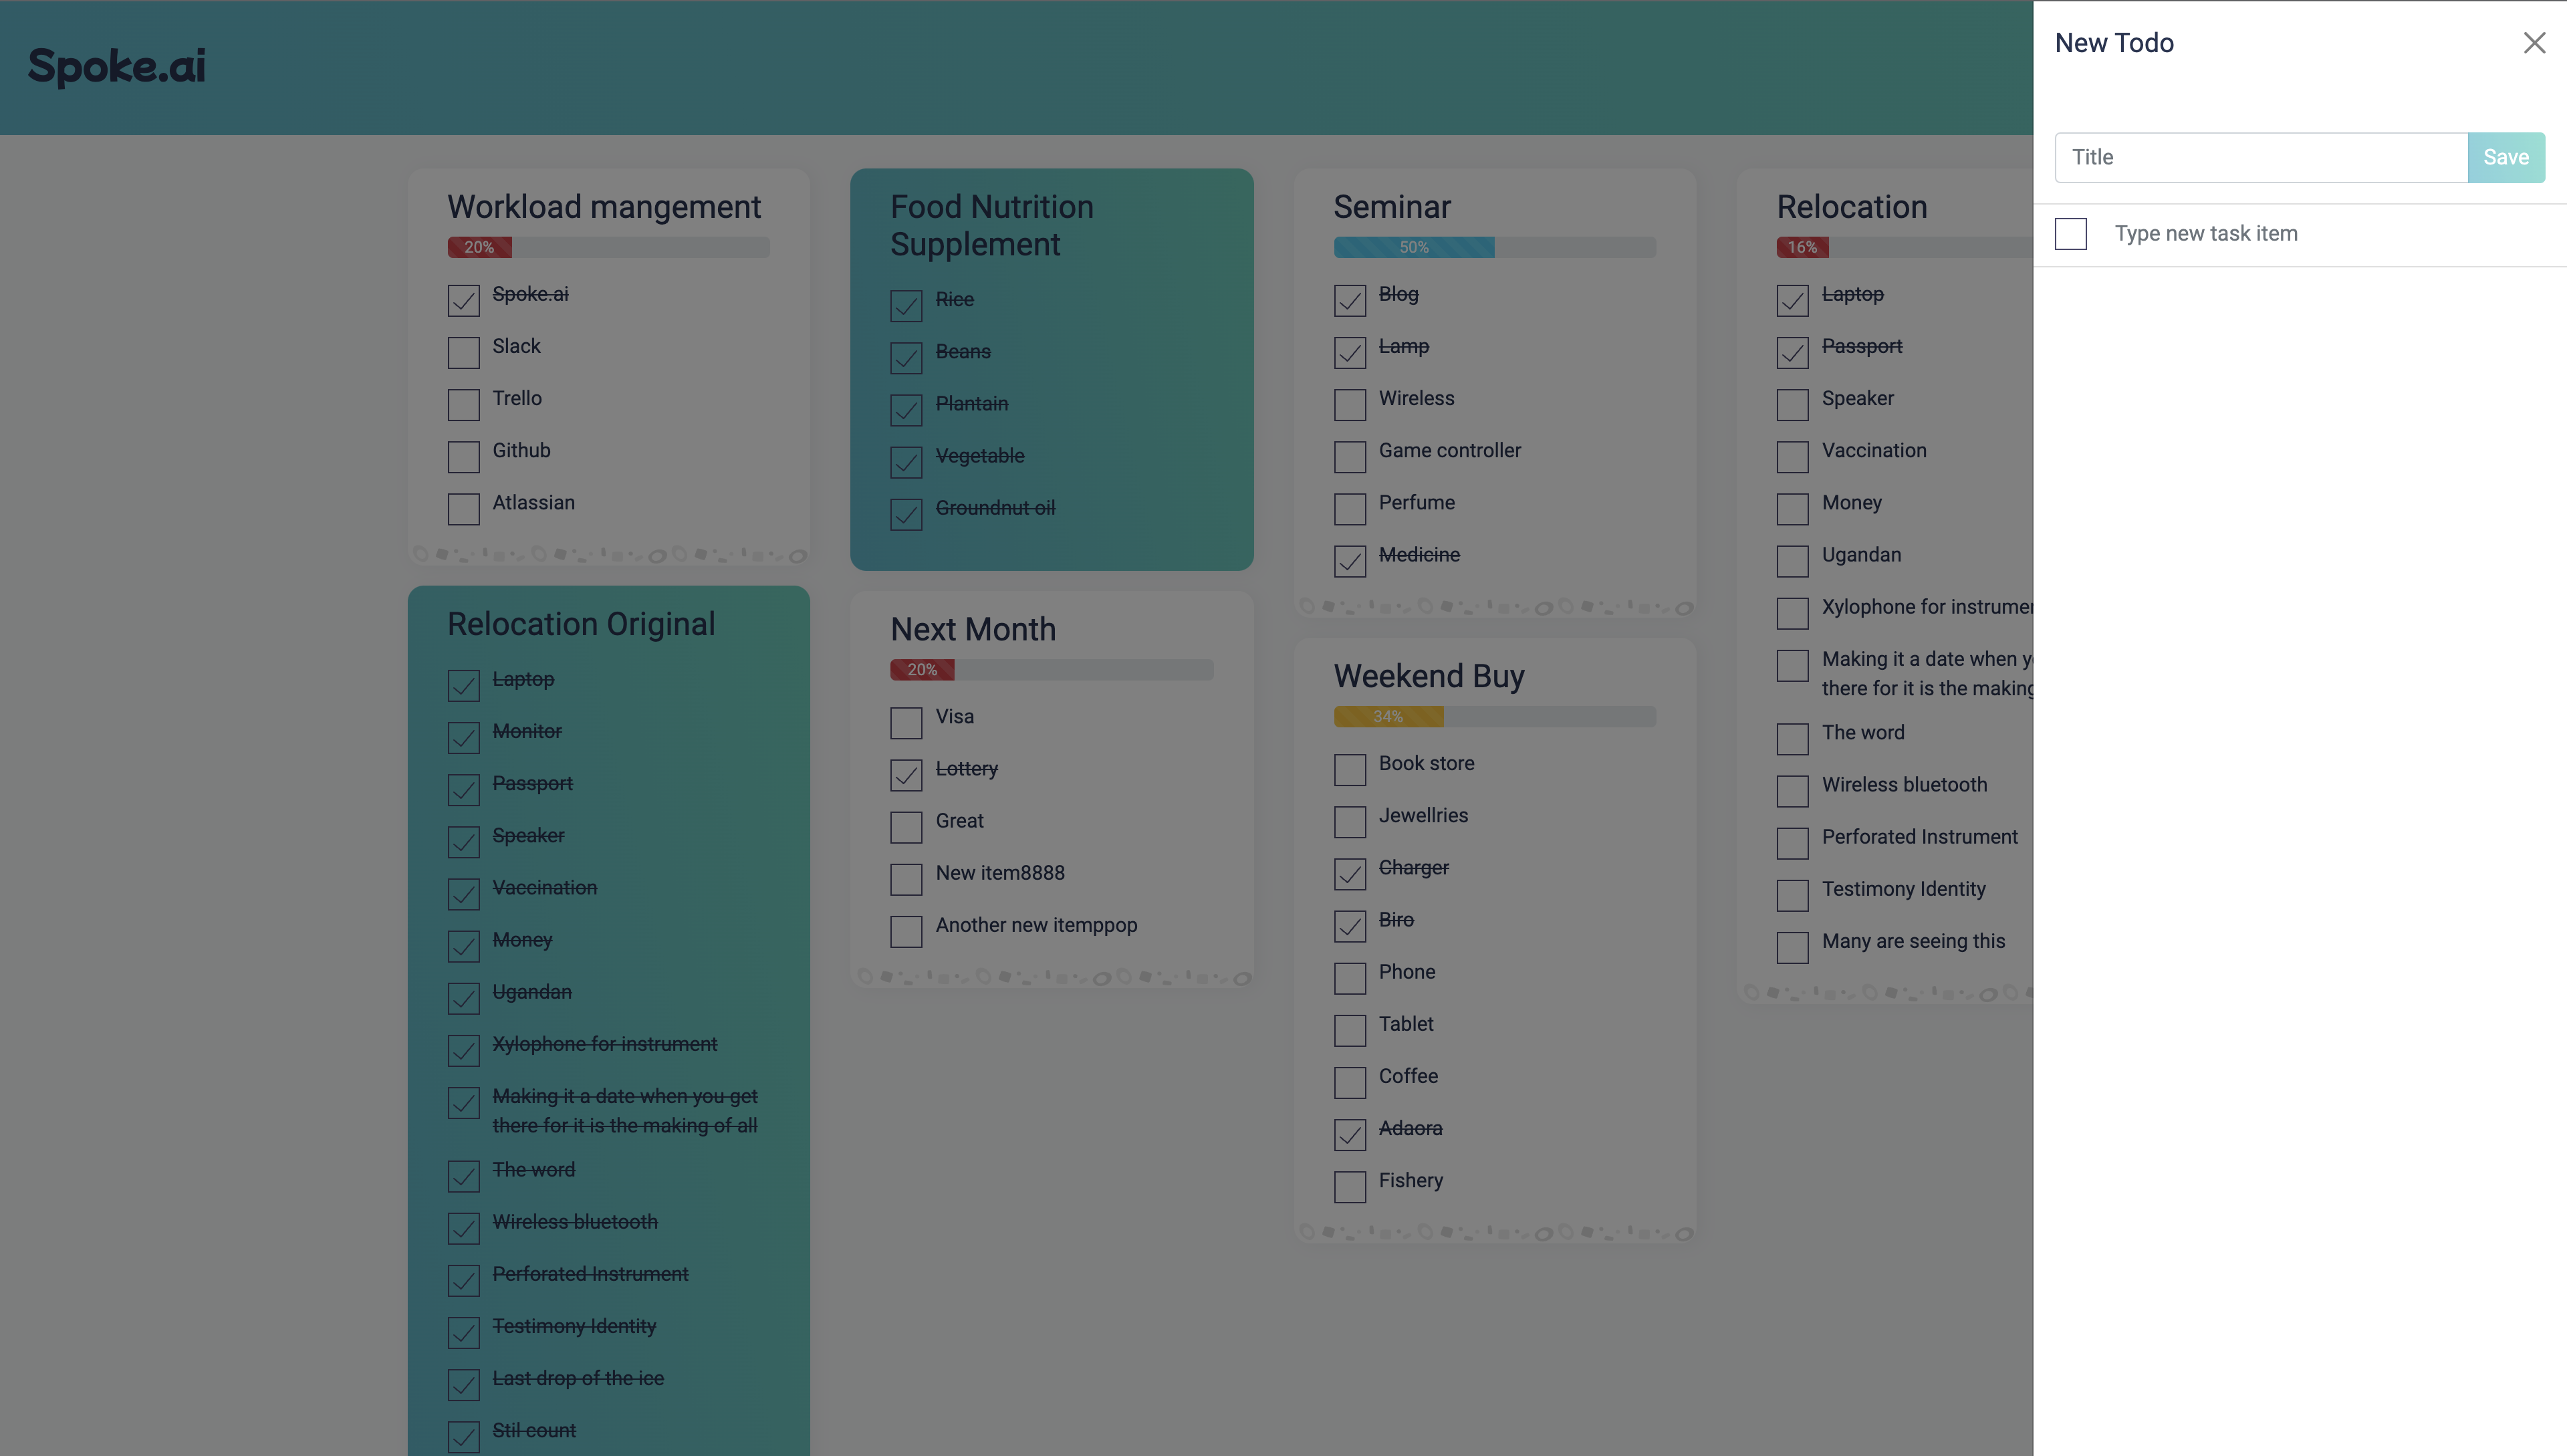 Spoke.ai
Workload mangement
20%
Spoke.ai
Slack
Trello
Github
Atlassian
Relocation Original
Laptop
Monitor
Passport
Speaker
Vaccination
Money
Ugandan
Xylophone for instrument
Making it a date when you get
there for it is the making of all
The word
Wireless bluetooth
Perforated Instrument
Testimony Identity
Last drop of the ice
Stil count
Food Nutrition
Supplement
Rice
Beans
Plantain
Vegetable
Groundnut oil
Next Month
20%
Visa
Lottery
Great
New item8888
Another new itemppop
Seminar
50%
Blog
Lamp
Wireless
Game controller
Perfume
Medicine
Weekend Buy
34%
Book store
Jewellries
Charger
Biro
Phone
Tablet
Coffee
Adaora
Fishery
Relocation
16%
Laptop
Passport
Speaker
Vaccination
Money
Ugandan
Xylophone for instrumen
Making it a date when y
there for it is the making
The word
Wireless bluetooth
Perforated Instrument
Testimony Identity
Many are seeing this
New Todo
Title
Save
Type new task item